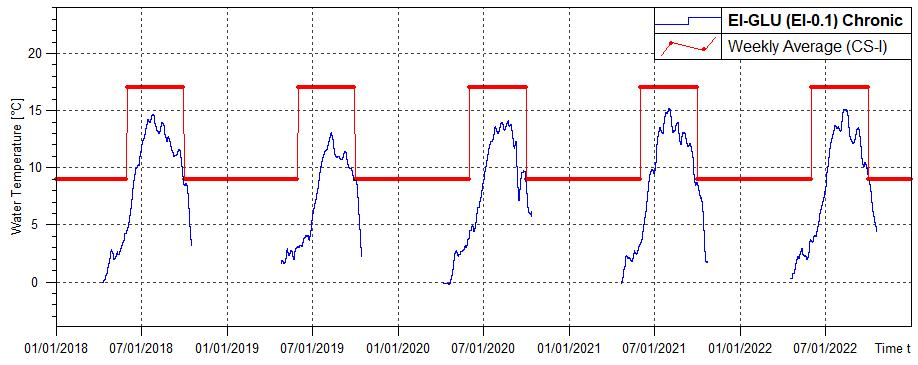 EI-GLU (EI-0.1) Chronic
Weekly Average (CS-I)
Water Temperature [°C]
20
15
10
5
0
01/01/2018 07/01/2018 01/01/2019 07/01/2019 01/01/2020 07/01/2020 01/01/2021 07/01/2021 01/01/2022 07/01/2022 Time t